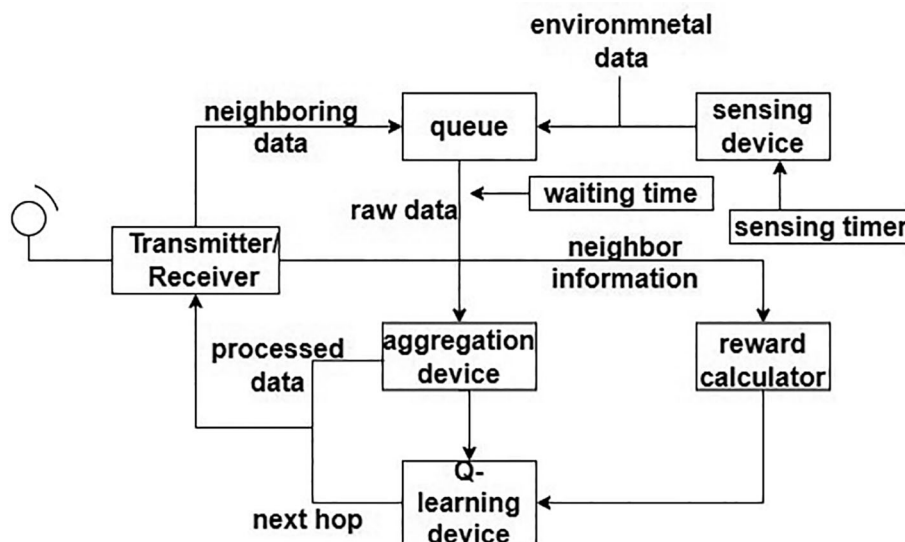 environmnetal
data
neighboring
data
queue
sensing
device
raw data
waiting time
sensing timer
Transmitter/
Receiver
neighbor
information
processed
data
aggregation
device
reward
calculator
Q-
learning
device
next hop